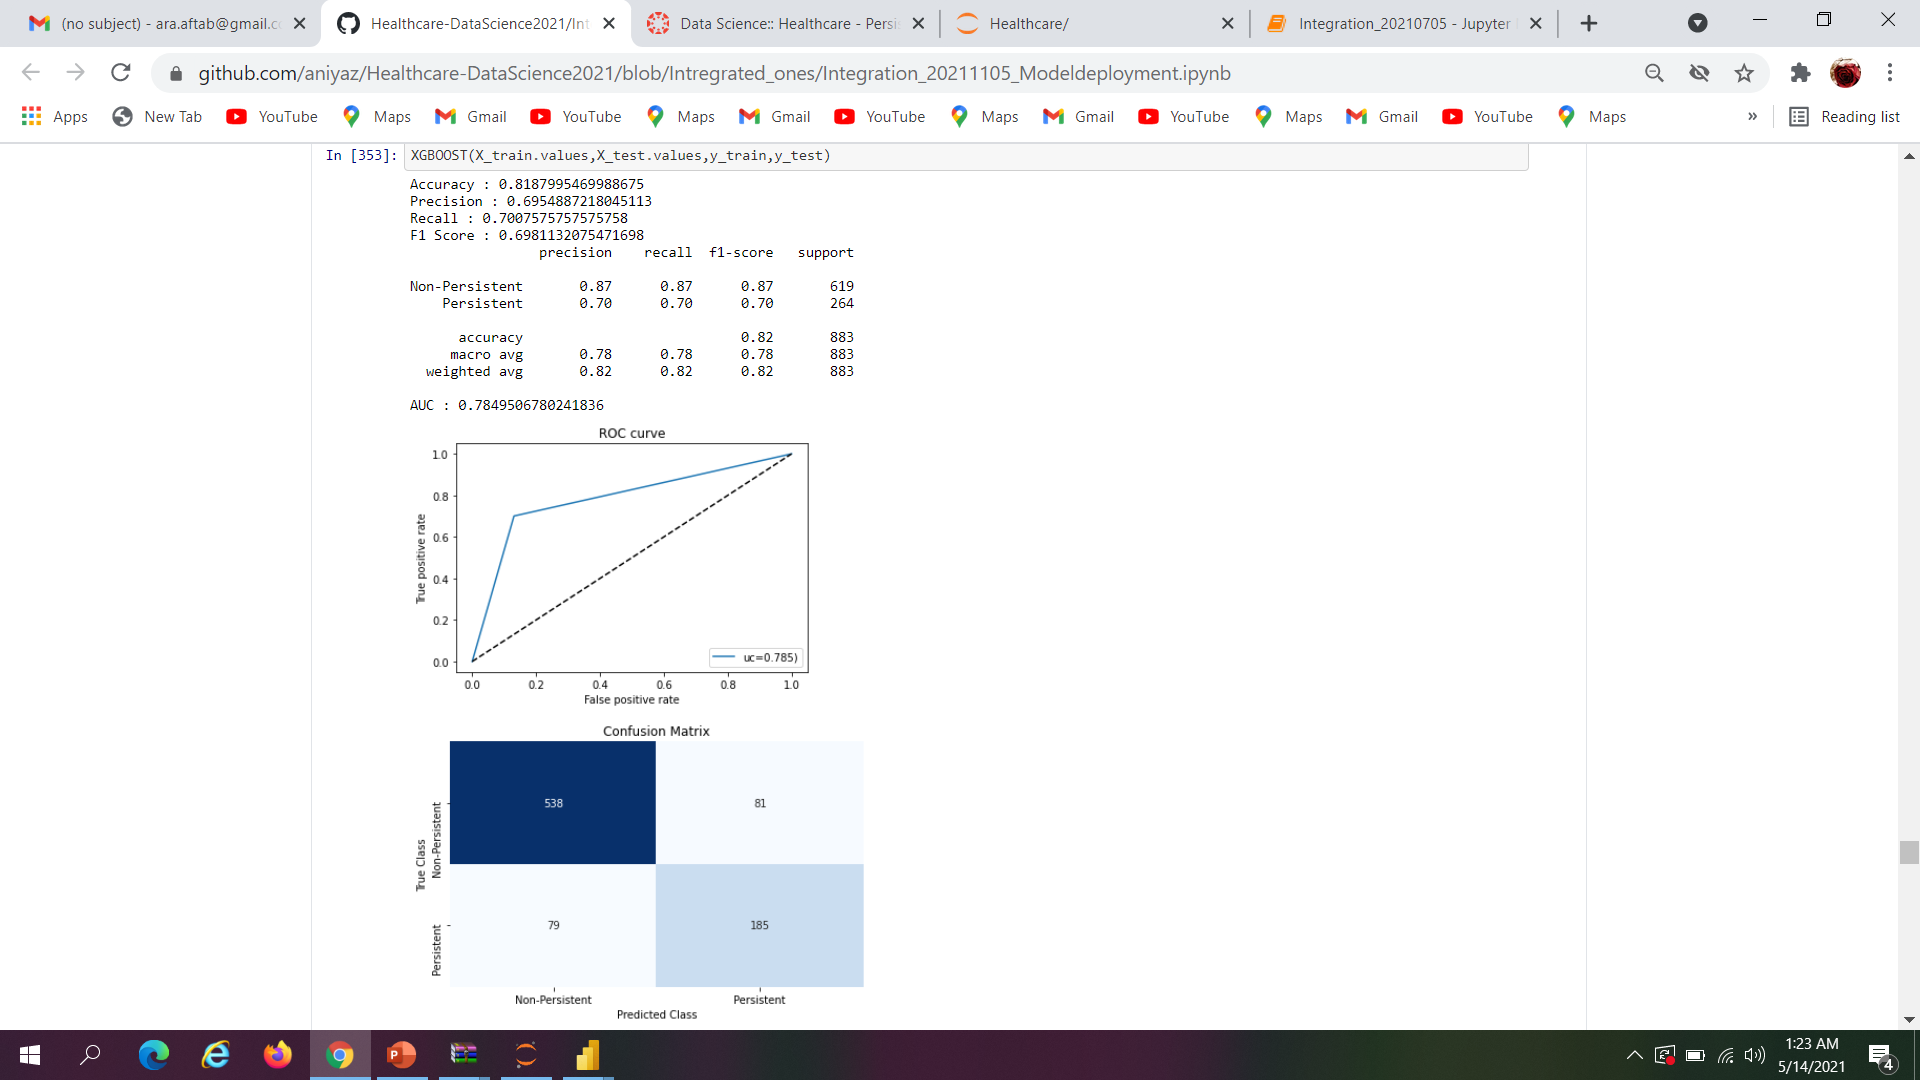 (no subject) - ara.aftab@gmail.c
Healthcare-DataScience2021/Int
Data Science:: Healthcare - Persis
Healthcare/
Integration_20210705 - Jupyter
github.com/aniyaz/Healthcare-DataScience2021/blob/Intregrated_ones/Integration_20211105_Modeldeployment.ipynb
Apps New Tab YouTube Maps Gmail YouTube Maps Gmail YouTube Maps Gmail YouTube Maps Gmail YouTube Maps » Reading list
In [353]: XGBOOST(X_train.values,X_test.values,y_train,y_test)
Accuracy : 0.8187995469988675
Precision : 0.6954887218045113
Recall : 0.7007575757575758
F1 Score : 0.6981132075471698
precision recall f1-score support
Non-Persistent 0.87 0.87 0.87 619
Persistent 0.70 0.70 0.70 264
accuracy 0.82 883
macro avg 0.78 0.78 0.78 883
weighted avg 0.82 0.82 0.82 883
AUC : 0.7849506780241836
ROC curve
1.0
0.8
0.6
0.4
0.2
0.0
True positive rate
uc=0.785)
0.0 0.2 0.4 0.6 0.8 1.0
False positive rate
Confusion Matrix
538 81
79 185
True Class
Non-Persistent
Persistent
Non-Persistent Persistent
Predicted Class
1:23 AM
5/14/2021
4